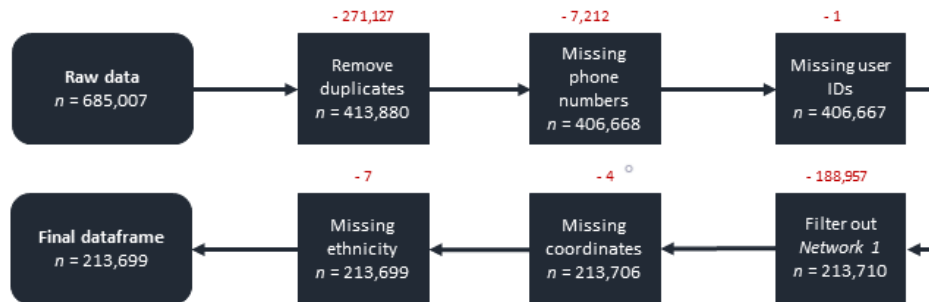 - 271,127
- 7,212
- 1
Raw data
n = 685,007
Remove
duplicates
n = 413,880
Missing
phone
numbers
n = 406,668
Missing user
IDs
n = 406,667
- 188,957
Filter out
Network 1
n = 213,710
- 4
Missing
coordinates
n = 213,706
- 7
Missing
ethnicity
n = 213,699
Final dataframe
n = 213,699